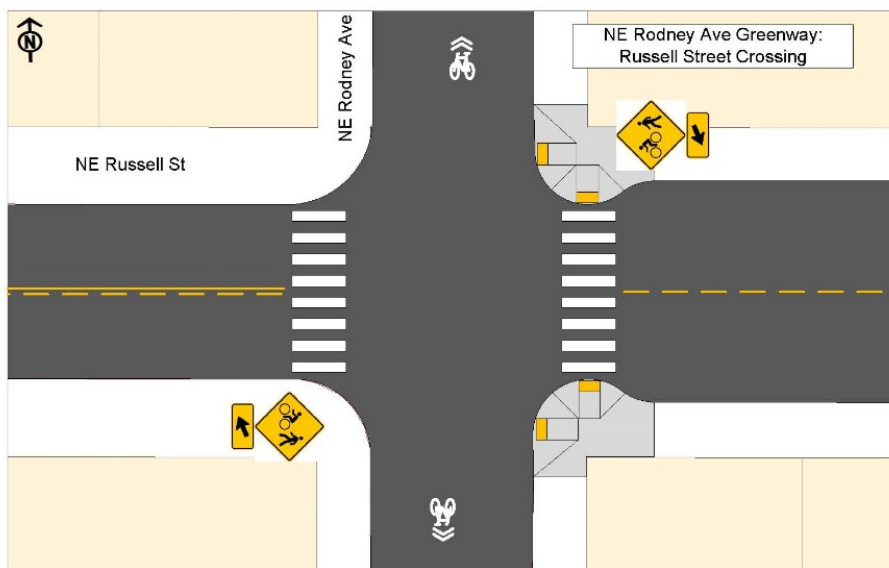 N
NE Rodney Ave Greenway:
Russell Street Crossing
NE Rodney Ave
NE Russell St